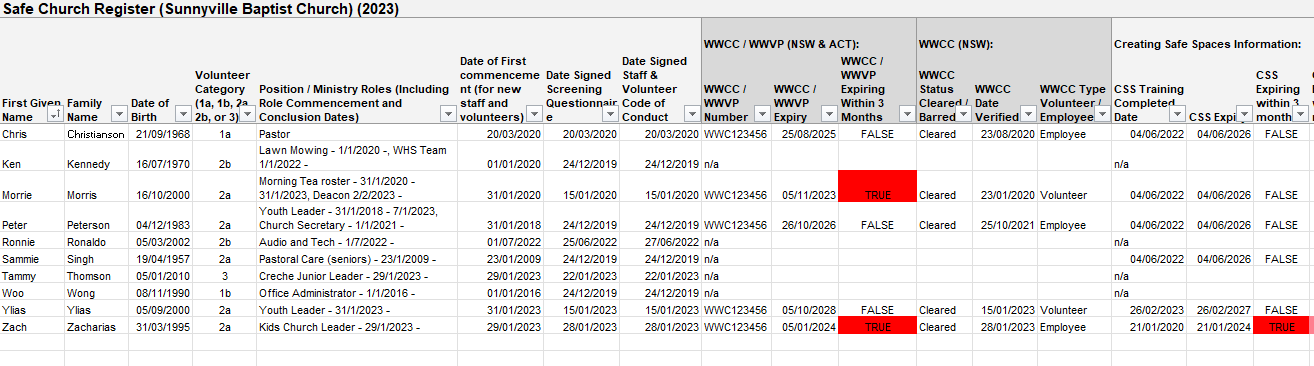 Safe Church Register (Sunnyville Baptist Church) (2023)
WWCC / WWVP (NSW & ACT): WWCC (NSW): Creating Safe Spaces Information:
First Given Name
Family Name
Date of Birth
Volunteer Category (1a, 1b, 2a, 2b, or 3)
Position / Ministry Roles (Including Role Commencement and Conclusion Dates)
Date of First commenceme nt (for new staff and volunteers)
Date Signed Screening Questionnair e
Date Signed Staff & Volunteer Code of Conduct
WWCC / WWVP Number
WWCC / WWVP Expiry
WWCC / WWVP Expiring Within 3 Months
WWCC Status Cleared / Barred
WWCC Date Verified
WWCC Type Volunteer / Employee
CSS Training Completed Date
CSS Expiry
CSS Expiring within 3 month
Chris Christianson 21/09/1968 1a Pastor 20/03/2020 20/03/2020 20/03/2020 WWC123456 25/08/2025 FALSE Cleared 23/08/2020 Employee 04/06/2022 04/06/2026 FALSE
Lawn Mowing - 1/1/2020 -, WHS Team
Ken Kennedy 16/07/1970 2b 1/1/2022 - 01/01/2020 24/12/2019 24/12/2019 n/a n/a
Morning Tea roster - 31/1/2020 -
Morrie Morris 16/10/2000 2a 31/1/2023, Deacon 2/2/2023 - 31/01/2020 15/01/2020 15/01/2020 WWC123456 05/11/2023 TRUE Cleared 23/01/2020 Volunteer 04/06/2022 04/06/2026 FALSE
Youth Leader - 31/1/2018 - 7/1/2023,
Peter Peterson 04/12/1983 2a Church Secretary - 1/1/2021 - 31/01/2018 24/12/2019 24/12/2019 WWC123456 26/10/2026 FALSE Cleared 25/10/2021 Employee 04/06/2022 04/06/2026 FALSE
Ronnie Ronaldo 05/03/2002 2b Audio and Tech - 1/7/2022 - 01/07/2022 25/06/2022 27/06/2022 n/a n/a
Sammie Singh 19/04/1957 2a Pastoral Care (seniors) - 23/1/2009 - 23/01/2009 24/12/2019 24/12/2019 n/a 04/06/2022 04/06/2026 FALSE
Tammy Thomson 05/01/2010 3 Creche Junior Leader - 29/1/2023 - 29/01/2023 22/01/2023 22/01/2023 n/a n/a
Woo Wong 08/11/1990 1b Office Administrator - 1/1/2016 - 01/01/2016 24/12/2019 24/12/2019 n/a n/a
Ylias Ylias 05/09/2000 2a Youth Leader - 31/1/2023 - 31/01/2023 15/01/2023 15/01/2023 WWC123456 05/10/2028 FALSE Cleared 15/01/2023 Volunteer 26/02/2023 26/02/2027 FALSE
Zach Zacharias 31/03/1995 2a Kids Church Leader - 29/1/2023 - 29/01/2023 28/01/2023 28/01/2023 WWC123456 05/01/2024 TRUE Cleared 28/01/2023 Employee 21/01/2020 21/01/2024 TRUE